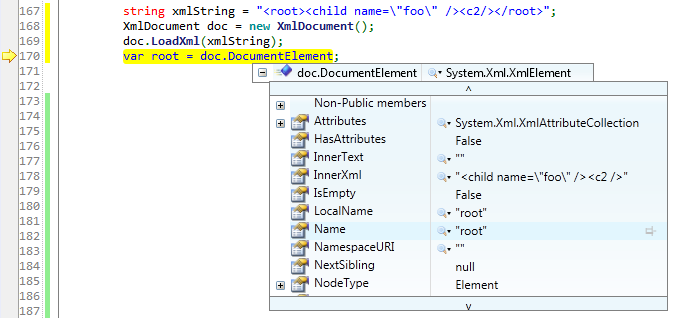 167 string xmlString = "<root><child name=\"foo\" /><c2/></root>";
168 XmlDocument doc = new XmlDocument();
169 doc.LoadXml(xmlString);
170 var root = doc.DocumentElement;
171 doc.DocumentElement System.Xml.XmlElement
172
173 Non-Public members
174 Attributes System.Xml.XmlAttributeCollection
175 HasAttributes False
176 InnerText ""
177 InnerXml "<child name=\"foo\" /><c2 />"
178 IsEmpty False
179 LocalName "root"
180 Name "root"
181 NamespaceURI ""
182 NextSibling null
183 NodeType Element
184
185
186
187